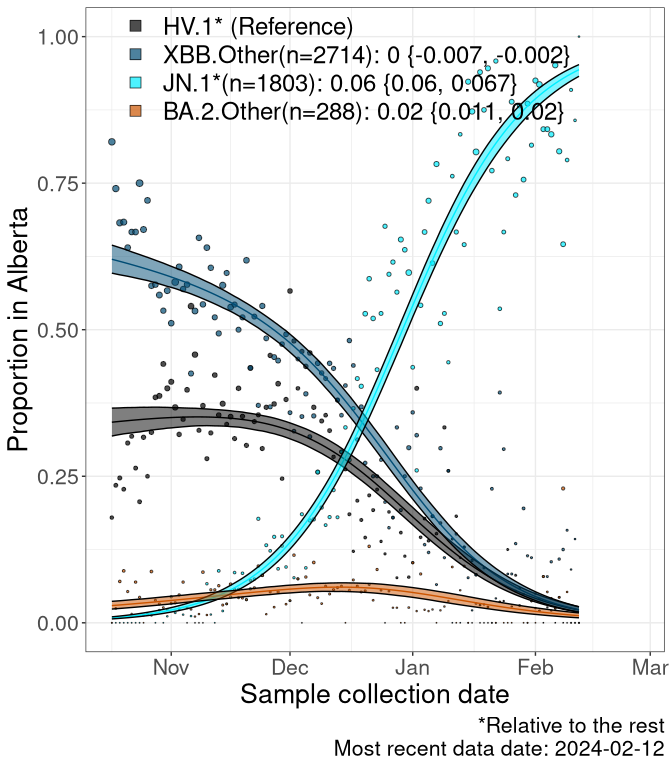 HV.1* (Reference)
XBB.Other(n=2714): 0 {-0.007, -0.002}
JN.1*(n=1803): 0.06 {0.06, 0.067}
BA.2.Other(n=288): 0.02 {0.011, 0.02}
1.00
0.75
0.50
0.25
0.00
Proportion in Alberta
Nov Dec Jan Feb Mar
Sample collection date
*Relative to the rest
Most recent data date: 2024-02-12